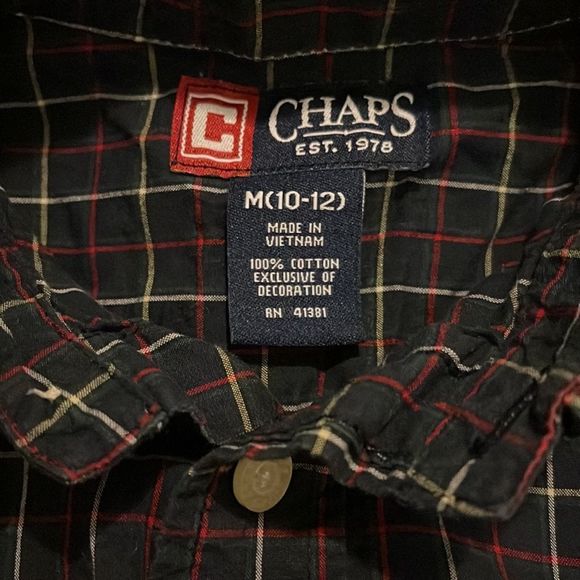 C
CHAPS
EST. 1978
M(10-12)
MADE IN
VIETNAM
100% COTTON
EXCLUSIVE OF
DECORATION
RN 41381